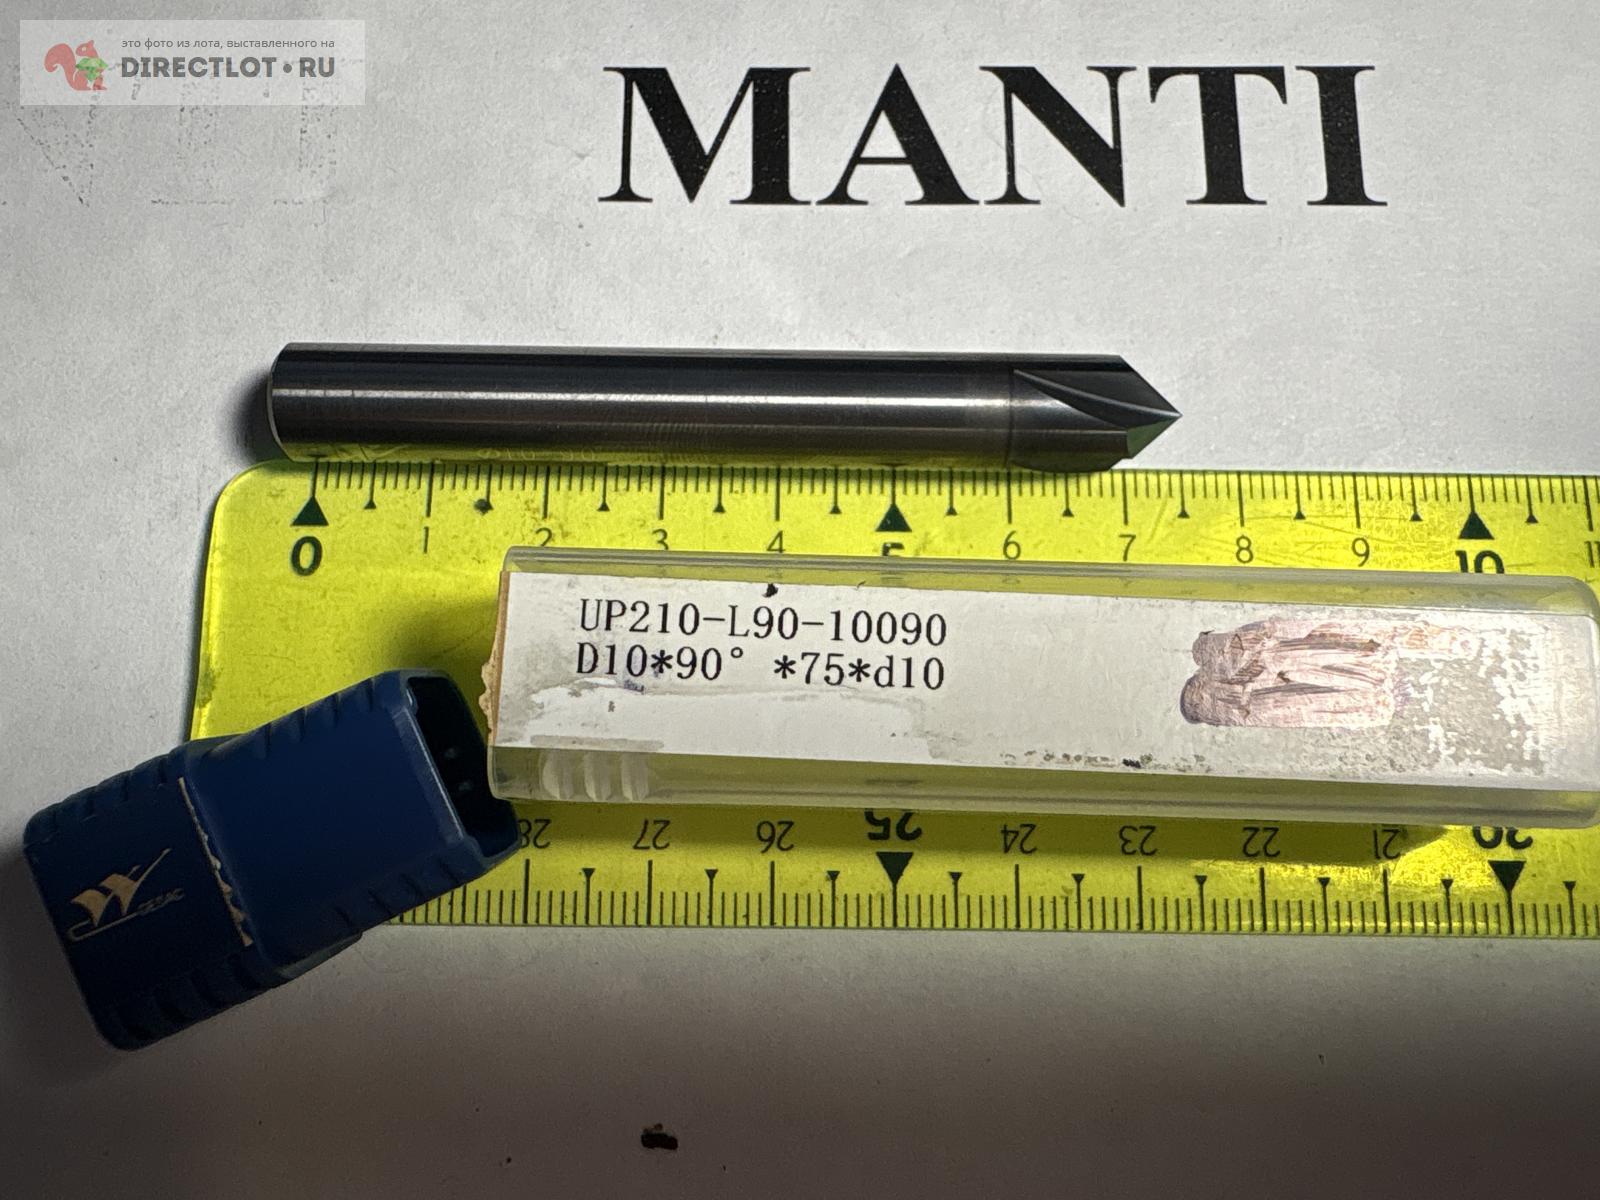 это фото из лота, выставленного на
DIRECTLOT.RU
MANTI
0 1 2 3 4 5 6 7 8 9 10
UP210-L90-10090
D10*90° *75*d10
28 27 26 25 24 23 22 21 20